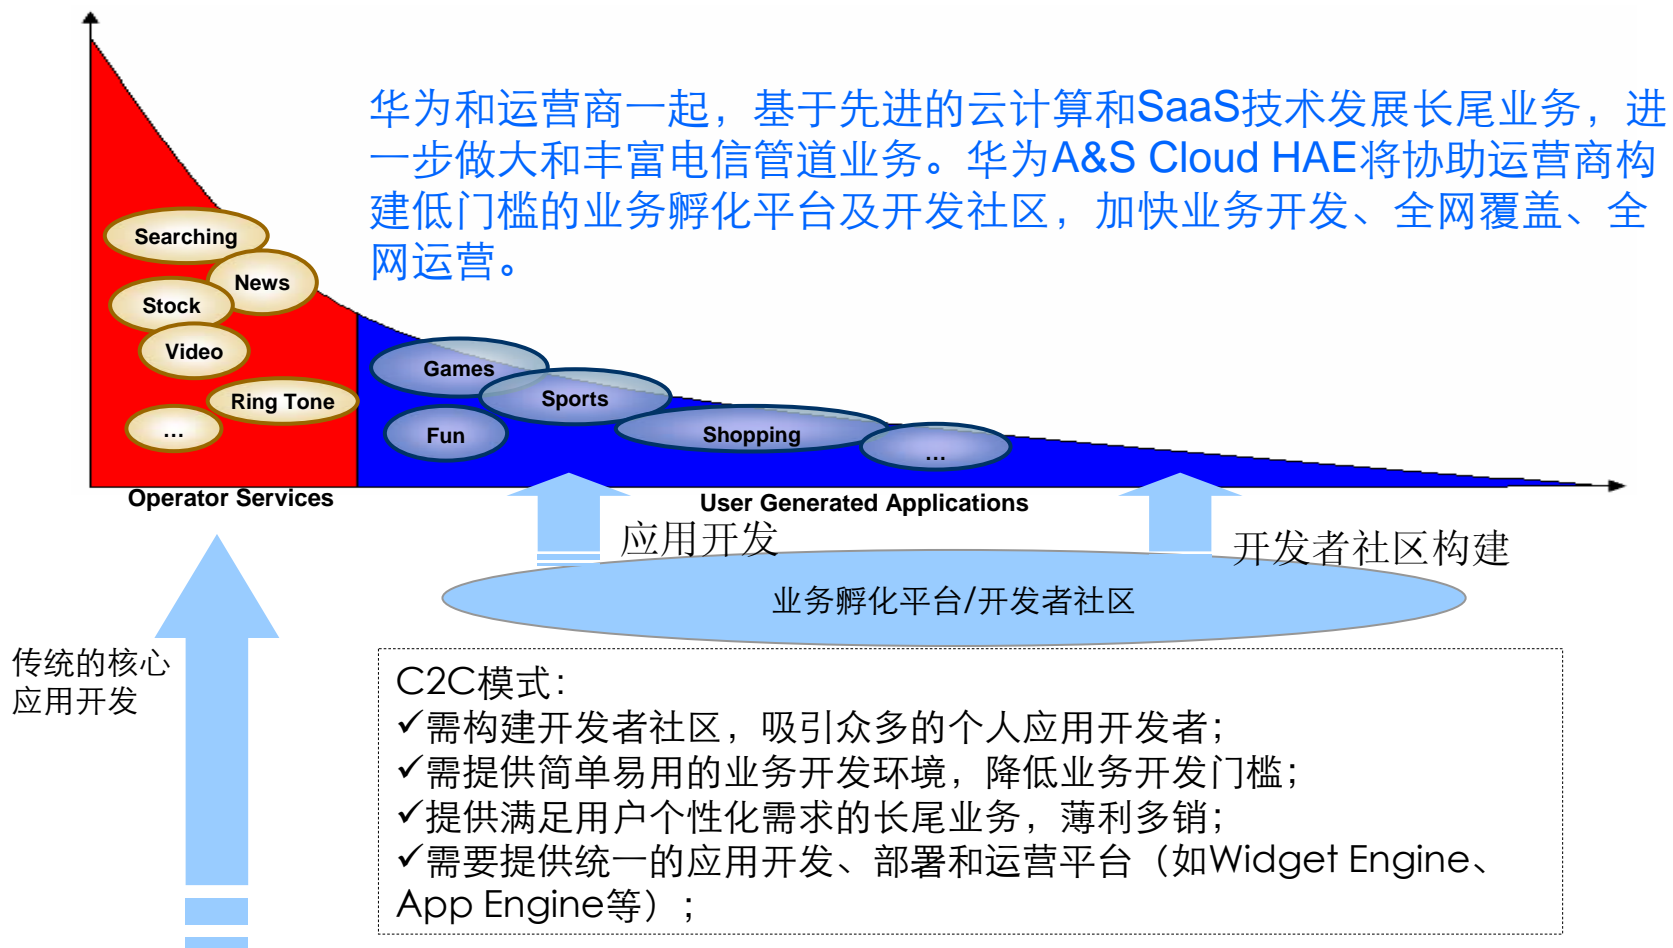 华为和运营商一起，基于先进的云计算和SaaS技术发展长尾业务，进
一步做大和丰富电信管道业务。华为A&S Cloud HAE将协助运营商构
建低门槛的业务孵化平台及开发社区，加快业务开发、全网覆盖、全
网运营。
Searching
News
Stock
Video
Ring Tone
…
Games
Sports
Fun
Shopping
…
Operator Services
User Generated Applications
应用开发
开发者社区构建
业务孵化平台/开发者社区
传统的核心
应用开发
C2C模式：
✓需构建开发者社区，吸引众多的个人应用开发者；
✓需提供简单易用的业务开发环境，降低业务开发门槛；
✓提供满足用户个性化需求的长尾业务，薄利多销；
✓需要提供统一的应用开发、部署和运营平台（如Widget Engine、
App Engine等）；